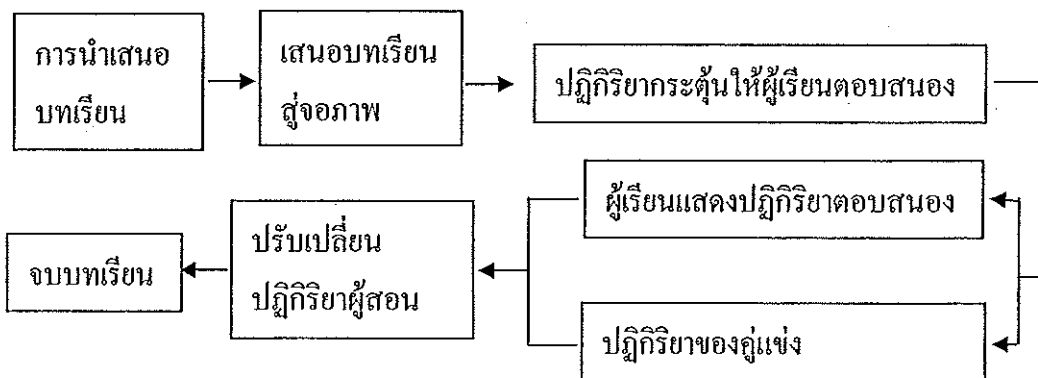 การนำเสนอ
บทเรียน
เสนอบทเรียน
สู่จอภาพ
ปฏิกิริยากระตุ้นให้ผู้เรียนตอบสนอง
ผู้เรียนแสดงปฏิกิริยาตอบสนอง
ปฏิกิริยาของคู่แข่ง
ปรับเปลี่ยน
ปฏิกิริยาผู้สอน
จบบทเรียน